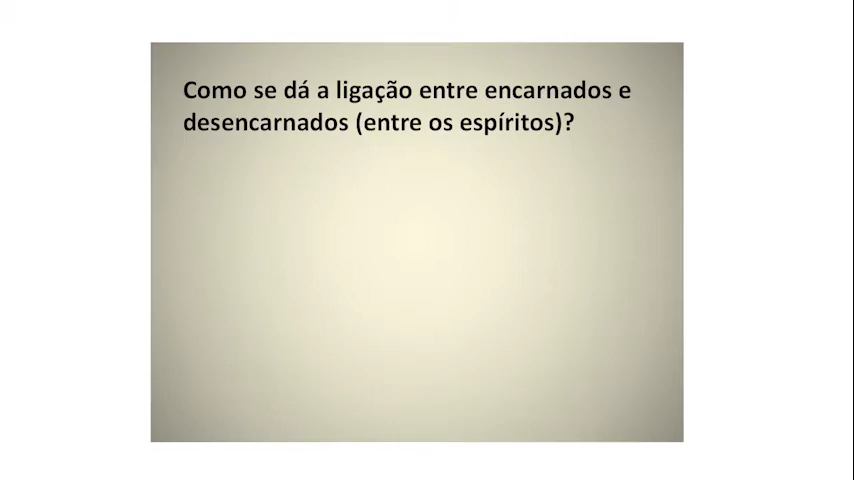 Como se dá a ligação entre encarnados e
desencarnados (entre os espíritos)?